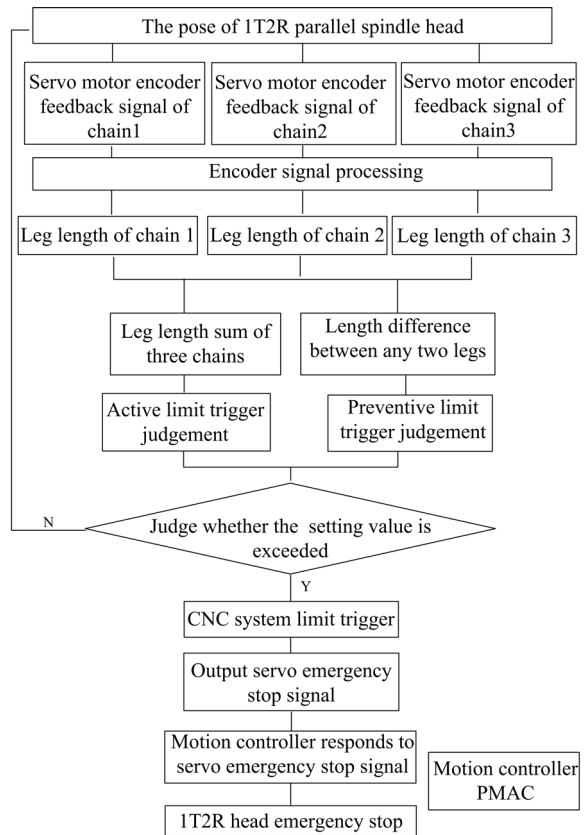 The pose of 1T2R parallel spindle head
Servo motor encoder
feedback signal of
chain1
Servo motor encoder
feedback signal of
chain2
Servo motor encoder
feedback signal of
chain3
Encoder signal processing
Leg length of chain 1
Leg length of chain 2
Leg length of chain 3
Leg length sum of
three chains
Length difference
between any two legs
Active limit trigger
judgement
Preventive limit
trigger judgement
N
Judge whether the setting value is
exceeded
Y
CNC system limit trigger
Output servo emergency
stop signal
Motion controller responds to
servo emergency stop signal
Motion controller
PMAC
1T2R head emergency stop